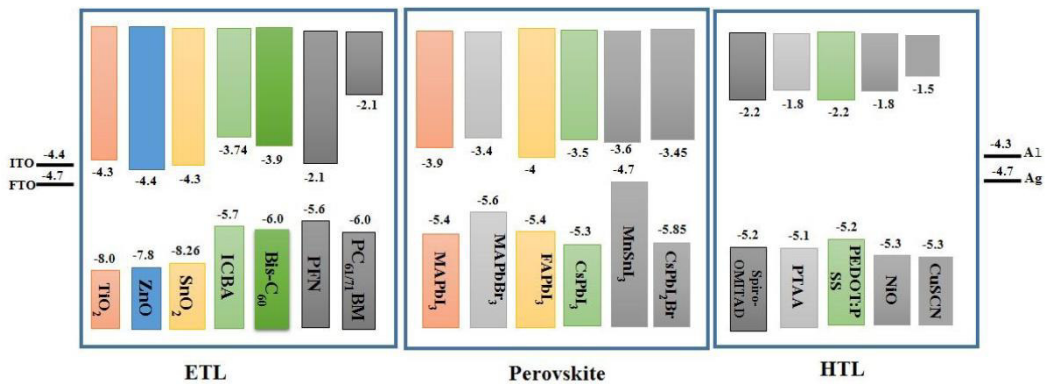 ITO
-4.4
FTO
-4.7
-4.3
-4.4
-4.3
-3.74
-3.9
-2.1
-2.1
-8.0
-7.8
-8.26
-5.7
-6.0
-5.6
-6.0
TiO2
ZnO
SnO2
ICBA
Bis-C60
PFN
PC61/71BM
ETL
-3.9
-3.4
-4
-3.5
-3.6
-3.45
-5.4
-5.6
-5.4
-5.3
-4.7
-5.85
MAPbI3
MAPbBr3
FAPbI3
CsPbI3
MnSnI3
CsPbI2Br
Perovskite
-2.2
-1.8
-2.2
-1.8
-1.5
-5.2
-5.1
-5.2
-5.3
-5.3
Spiro-
OMITAD
PTAA
PEDOT:P
SS
NiO
CuSCN
HTL
-4.3
Al
-4.7
Ag